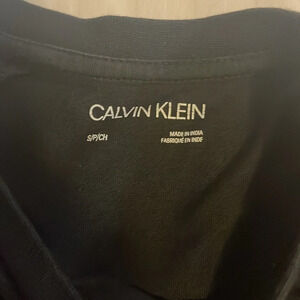 CALVIN KLEIN
S/P/CH
MADE IN INDIA
FABRIQUÉ EN INDE